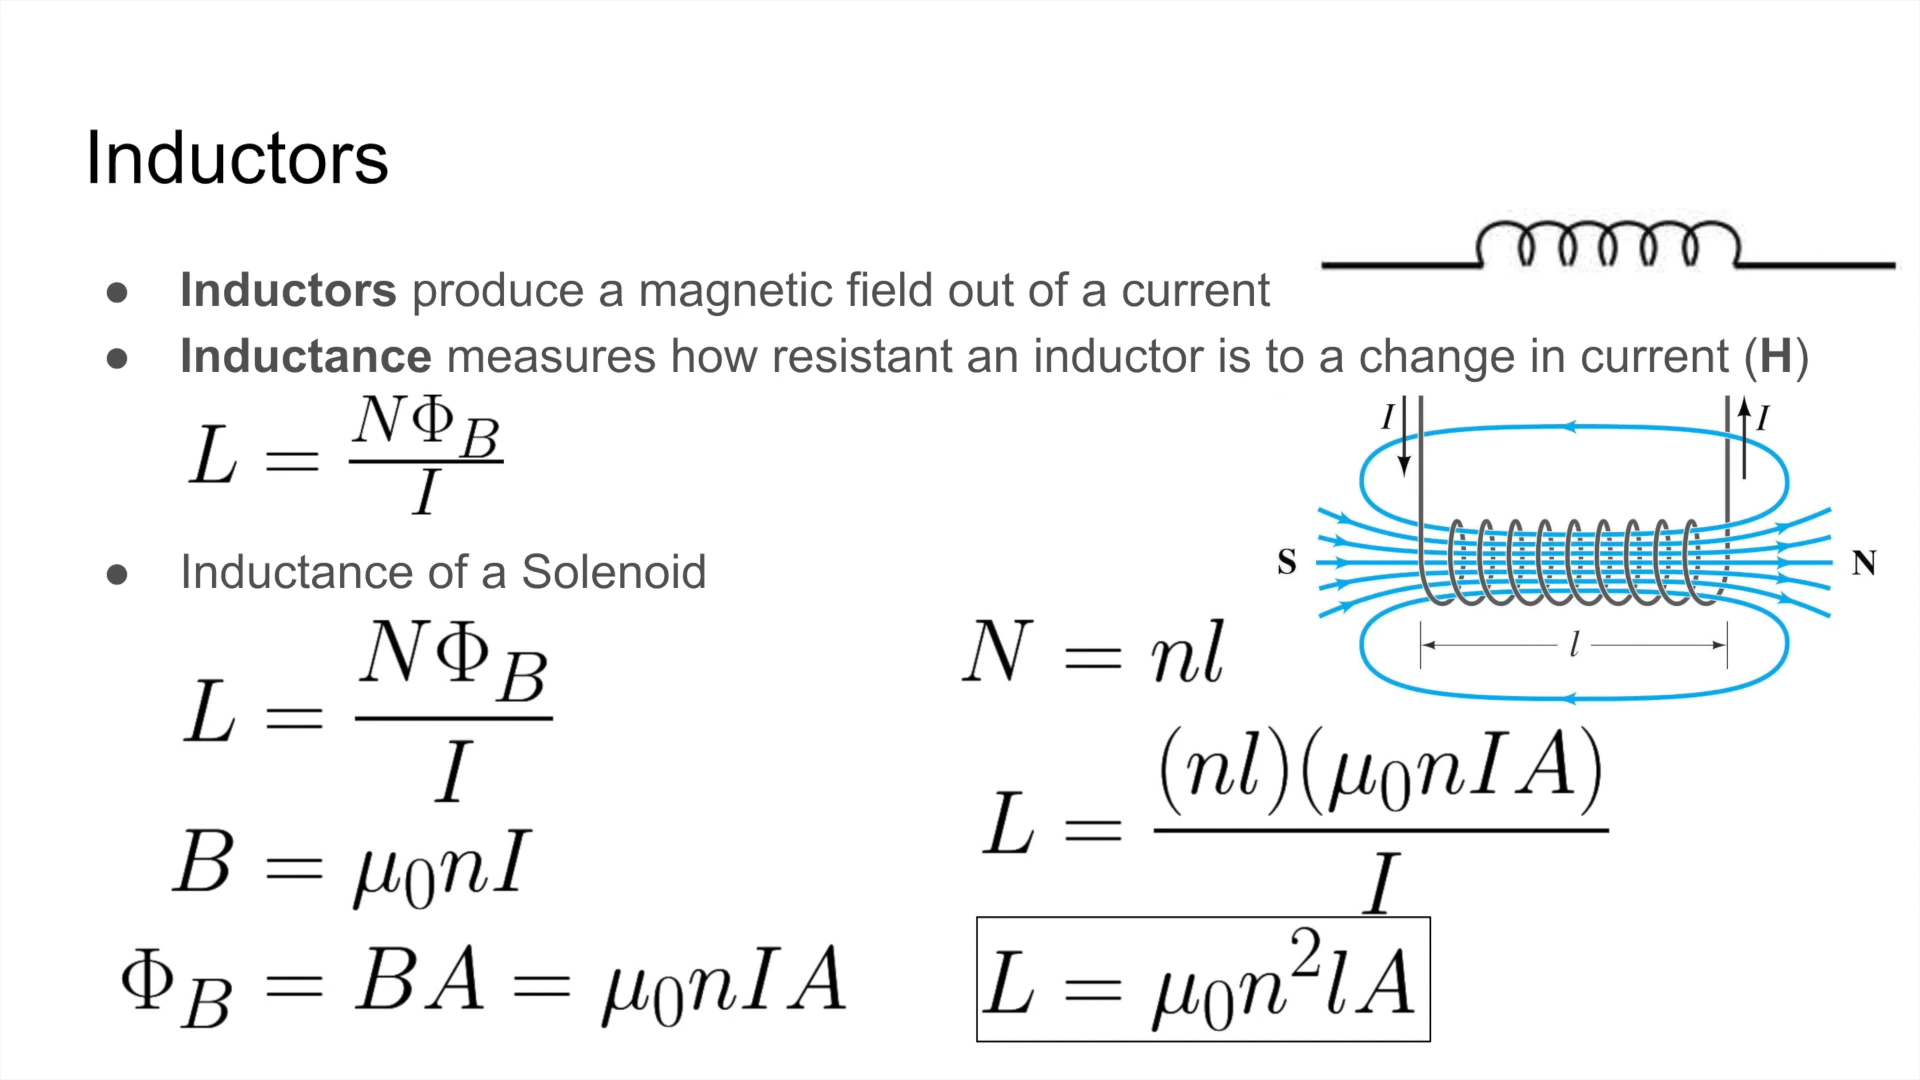 Inductors
● Inductors produce a magnetic field out of a current
● Inductance measures how resistant an inductor is to a change in current (H)
L = NΦ_B / I
● Inductance of a Solenoid
L = NΦ_B / I
B = μ₀nI
Φ_B = BA = μ₀nIA
I
I
S
N
l
N = nl
L = (nl)(μ₀nIA) / I
L = μ₀n²lA